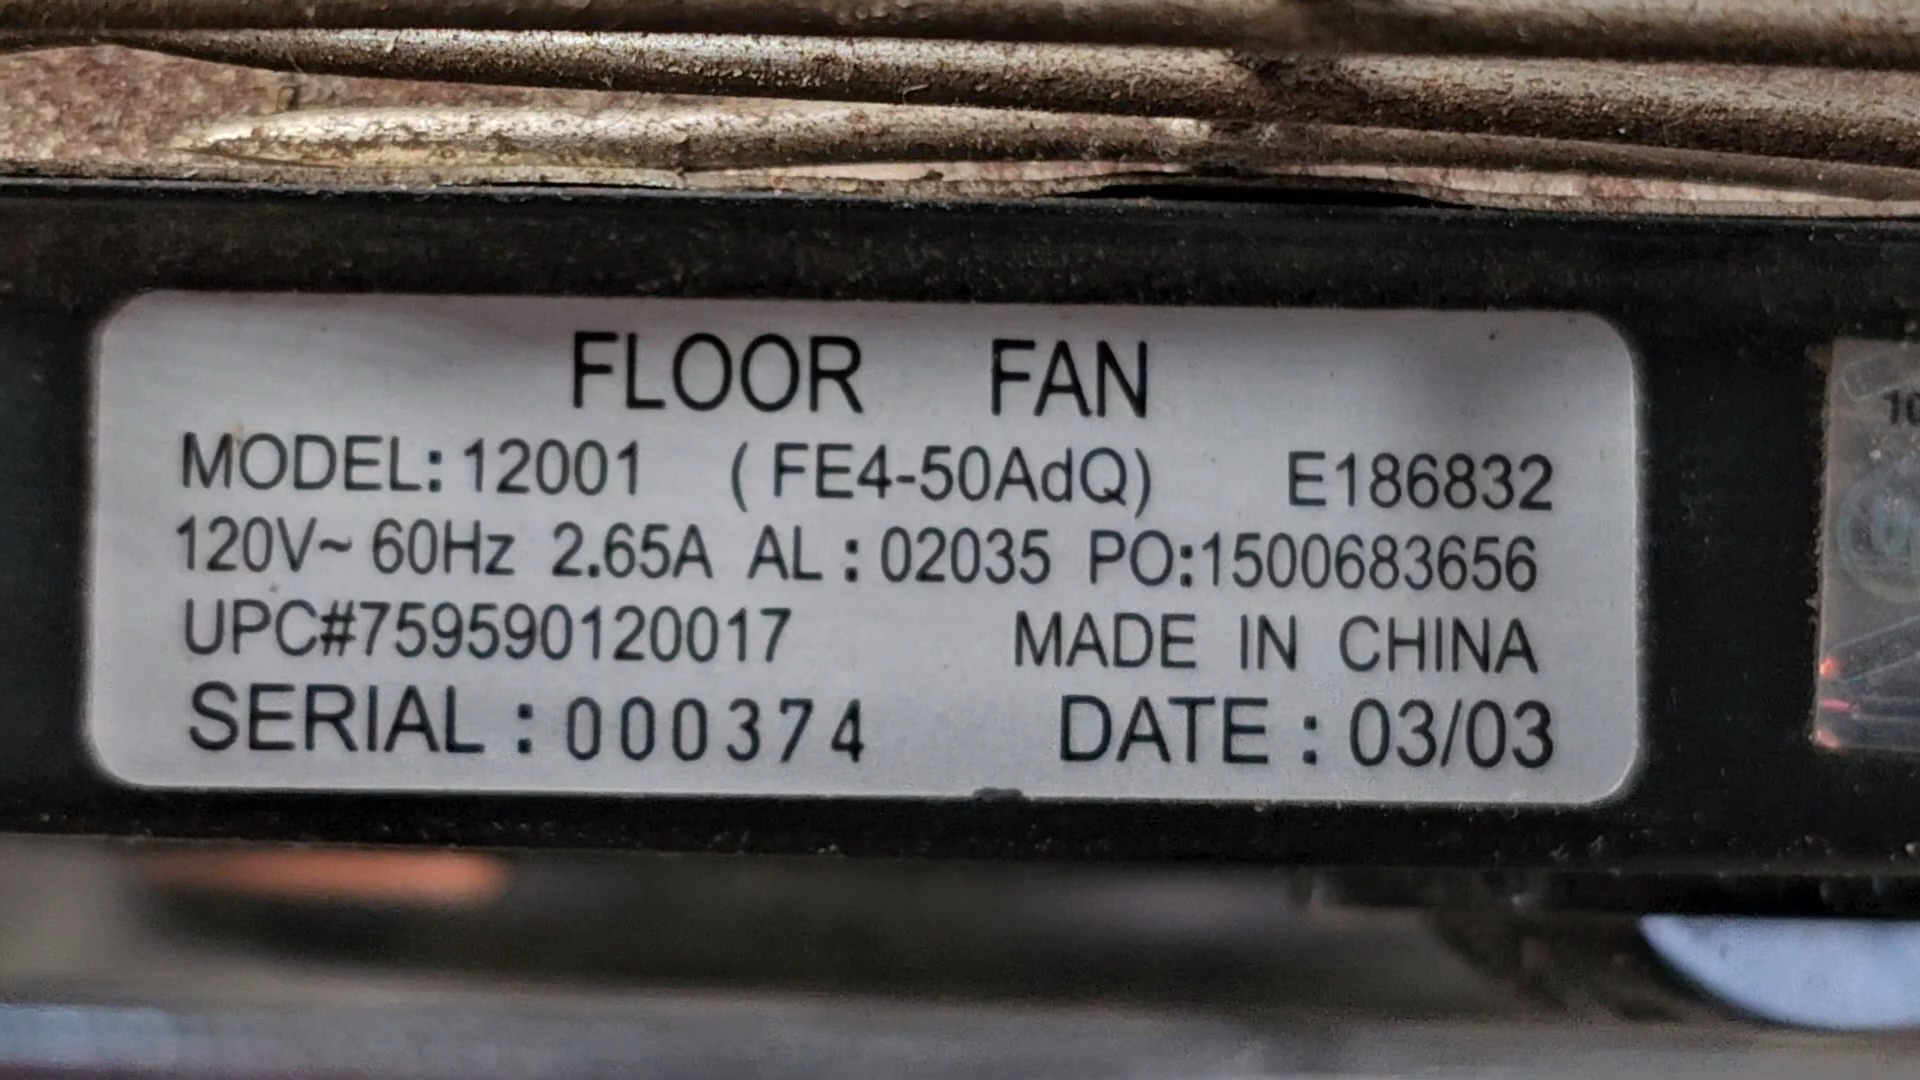 FLOOR FAN
MODEL: 12001 ( FE4-50AdQ) E186832
120V~ 60Hz 2.65A AL : 02035 PO:1500683656
UPC#759590120017 MADE IN CHINA
SERIAL : 000374 DATE : 03/03